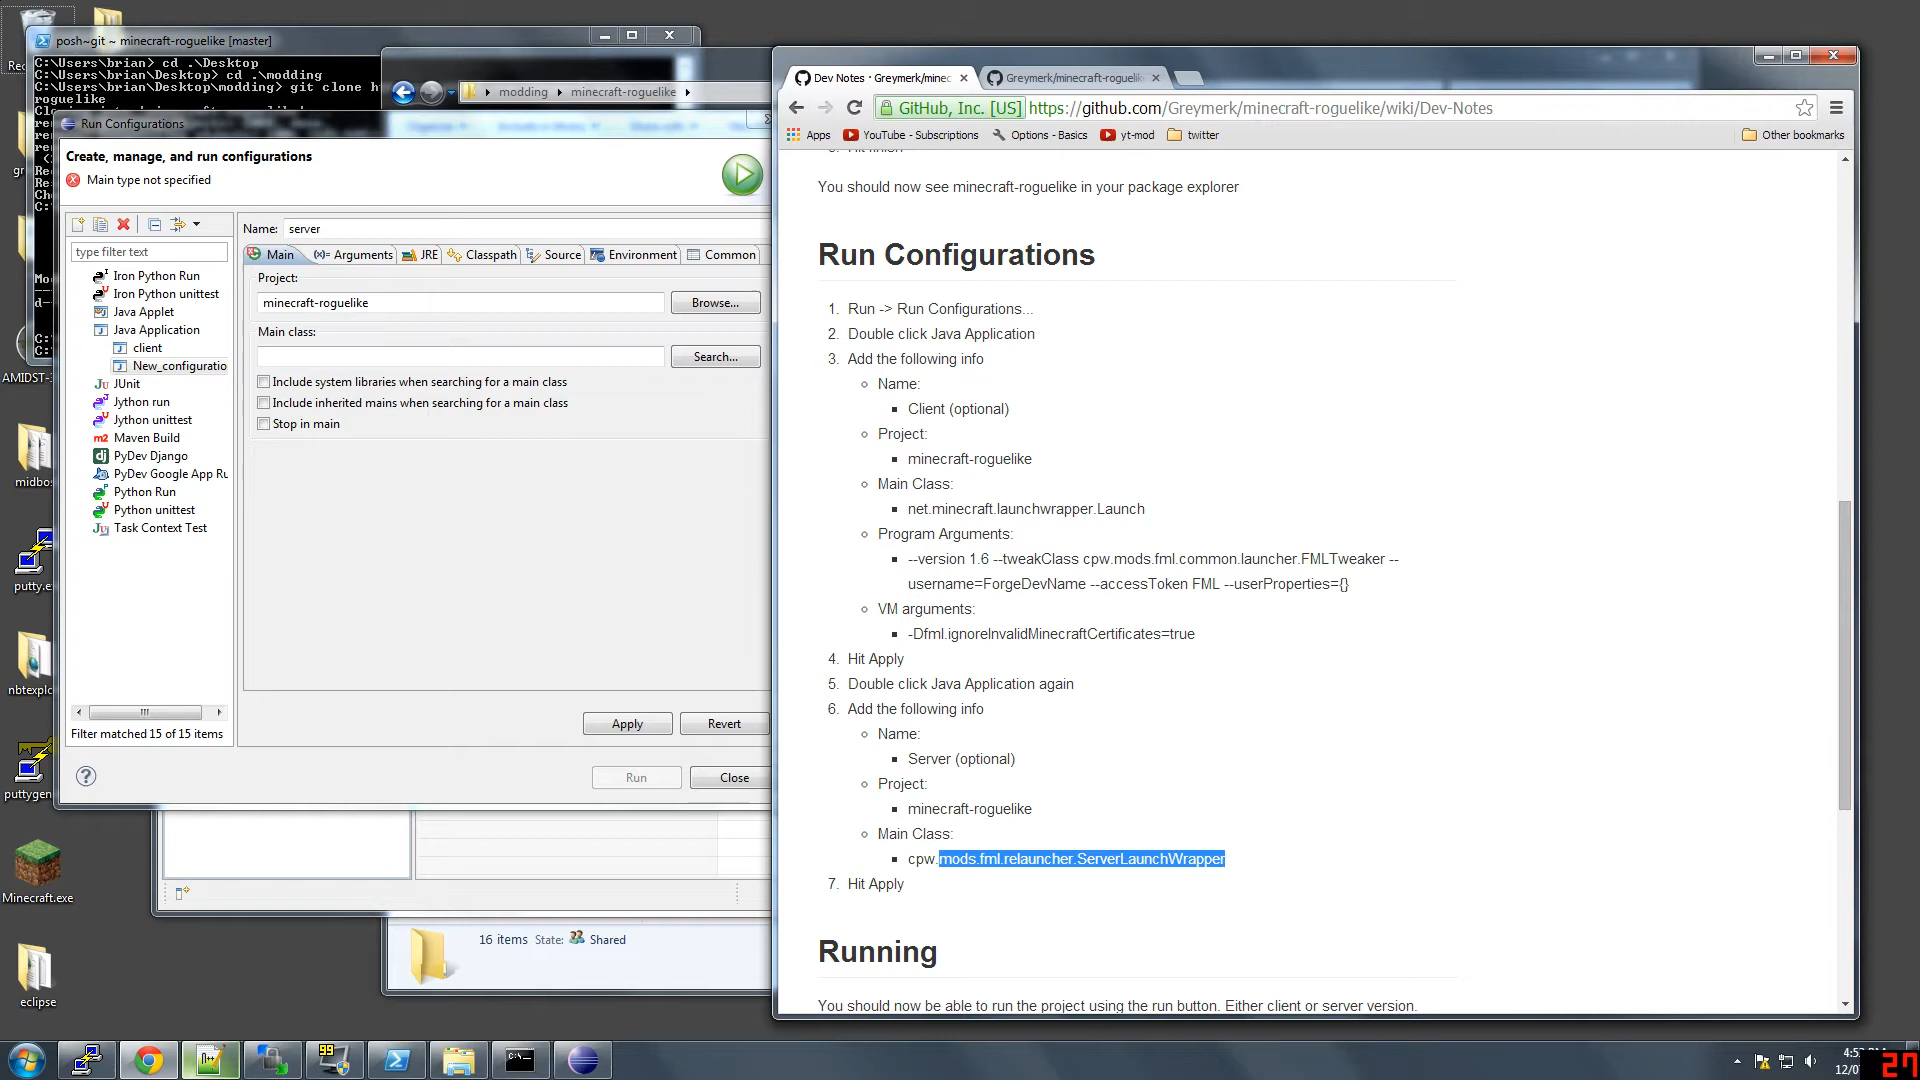 posh~git ~ minecraft-roguelike [master]
C:\Users\brian> cd .\Desktop
C:\Users\brian\Desktop> cd .\modding
C:\Users\brian\Desktop\modding> git clone
roguelike
modding
minecraft-roguelike
Run Configurations
Create, manage, and run configurations
Main type not specified
type filter text
Iron Python Run
Iron Python unittest
Java Applet
Java Application
client
New_configuratio
JUnit
Jython run
Jython unittest
Maven Build
PyDev Django
PyDev Google App Ru
Python Run
Python unittest
Task Context Test
Filter matched 15 of 15 items
Name: server
Main
Arguments
JRE
Classpath
Source
Environment
Common
Project:
minecraft-roguelike
Browse...
Main class:
Search...
Include system libraries when searching for a main class
Include inherited mains when searching for a main class
Stop in main
Apply
Revert
Run
Close
16 items State: Shared
AMIDST-
midbos
putty.e
nbtexplo
puttygen
Minecraft.exe
eclipse
Dev Notes · Greymerk/minec
Greymerk/minecraft-roguelik
GitHub, Inc. [US] https://github.com/Greymerk/minecraft-roguelike/wiki/Dev-Notes
Apps
YouTube - Subscriptions
Options - Basics
yt-mod
twitter
Other bookmarks
You should now see minecraft-roguelike in your package explorer
Run Configurations
1. Run -> Run Configurations...
2. Double click Java Application
3. Add the following info
Name:
Client (optional)
Project:
minecraft-roguelike
Main Class:
net.minecraft.launchwrapper.Launch
Program Arguments:
--version 1.6 --tweakClass cpw.mods.fml.common.launcher.FMLTweaker --
username=ForgeDevName --accessToken FML --userProperties={}
VM arguments:
-Dfml.ignoreInvalidMinecraftCertificates=true
4. Hit Apply
5. Double click Java Application again
6. Add the following info
Name:
Server (optional)
Project:
minecraft-roguelike
Main Class:
cpw.mods.fml.relauncher.ServerLaunchWrapper
7. Hit Apply
Running
You should now be able to run the project using the run button. Either client or server version.
99
27